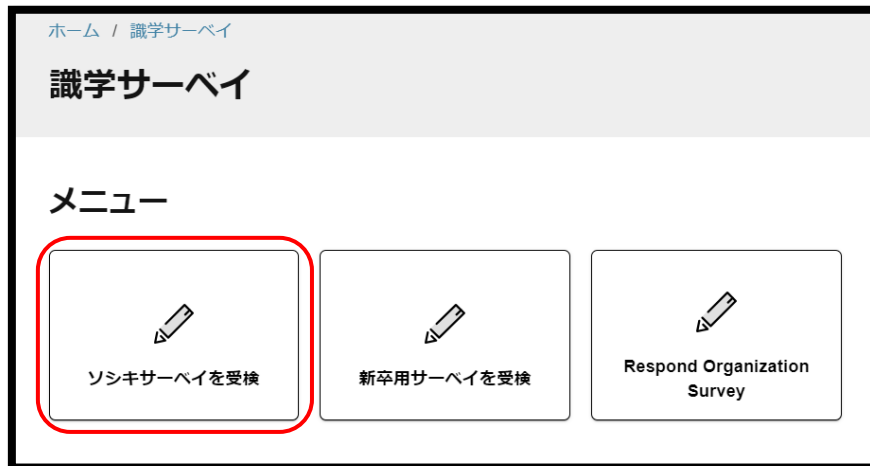 ホーム / 識学サーベイ
識学サーベイ
メニュー
ソシキサーベイを受検
新卒用サーベイを受検
Respond Organization
Survey